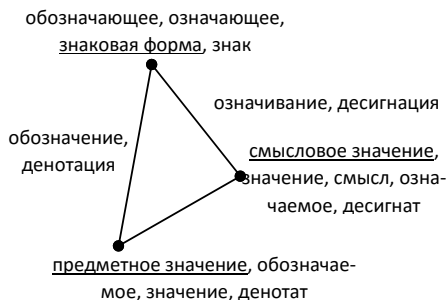 обозначающее, означающее,
знаковая форма, знак
означивание, десигнация
обозначение,
денотация
смысловое значение,
значение, смысл, озна-
чаемое, десигнат
предметное значение, обозначае-
мое, значение, денотат